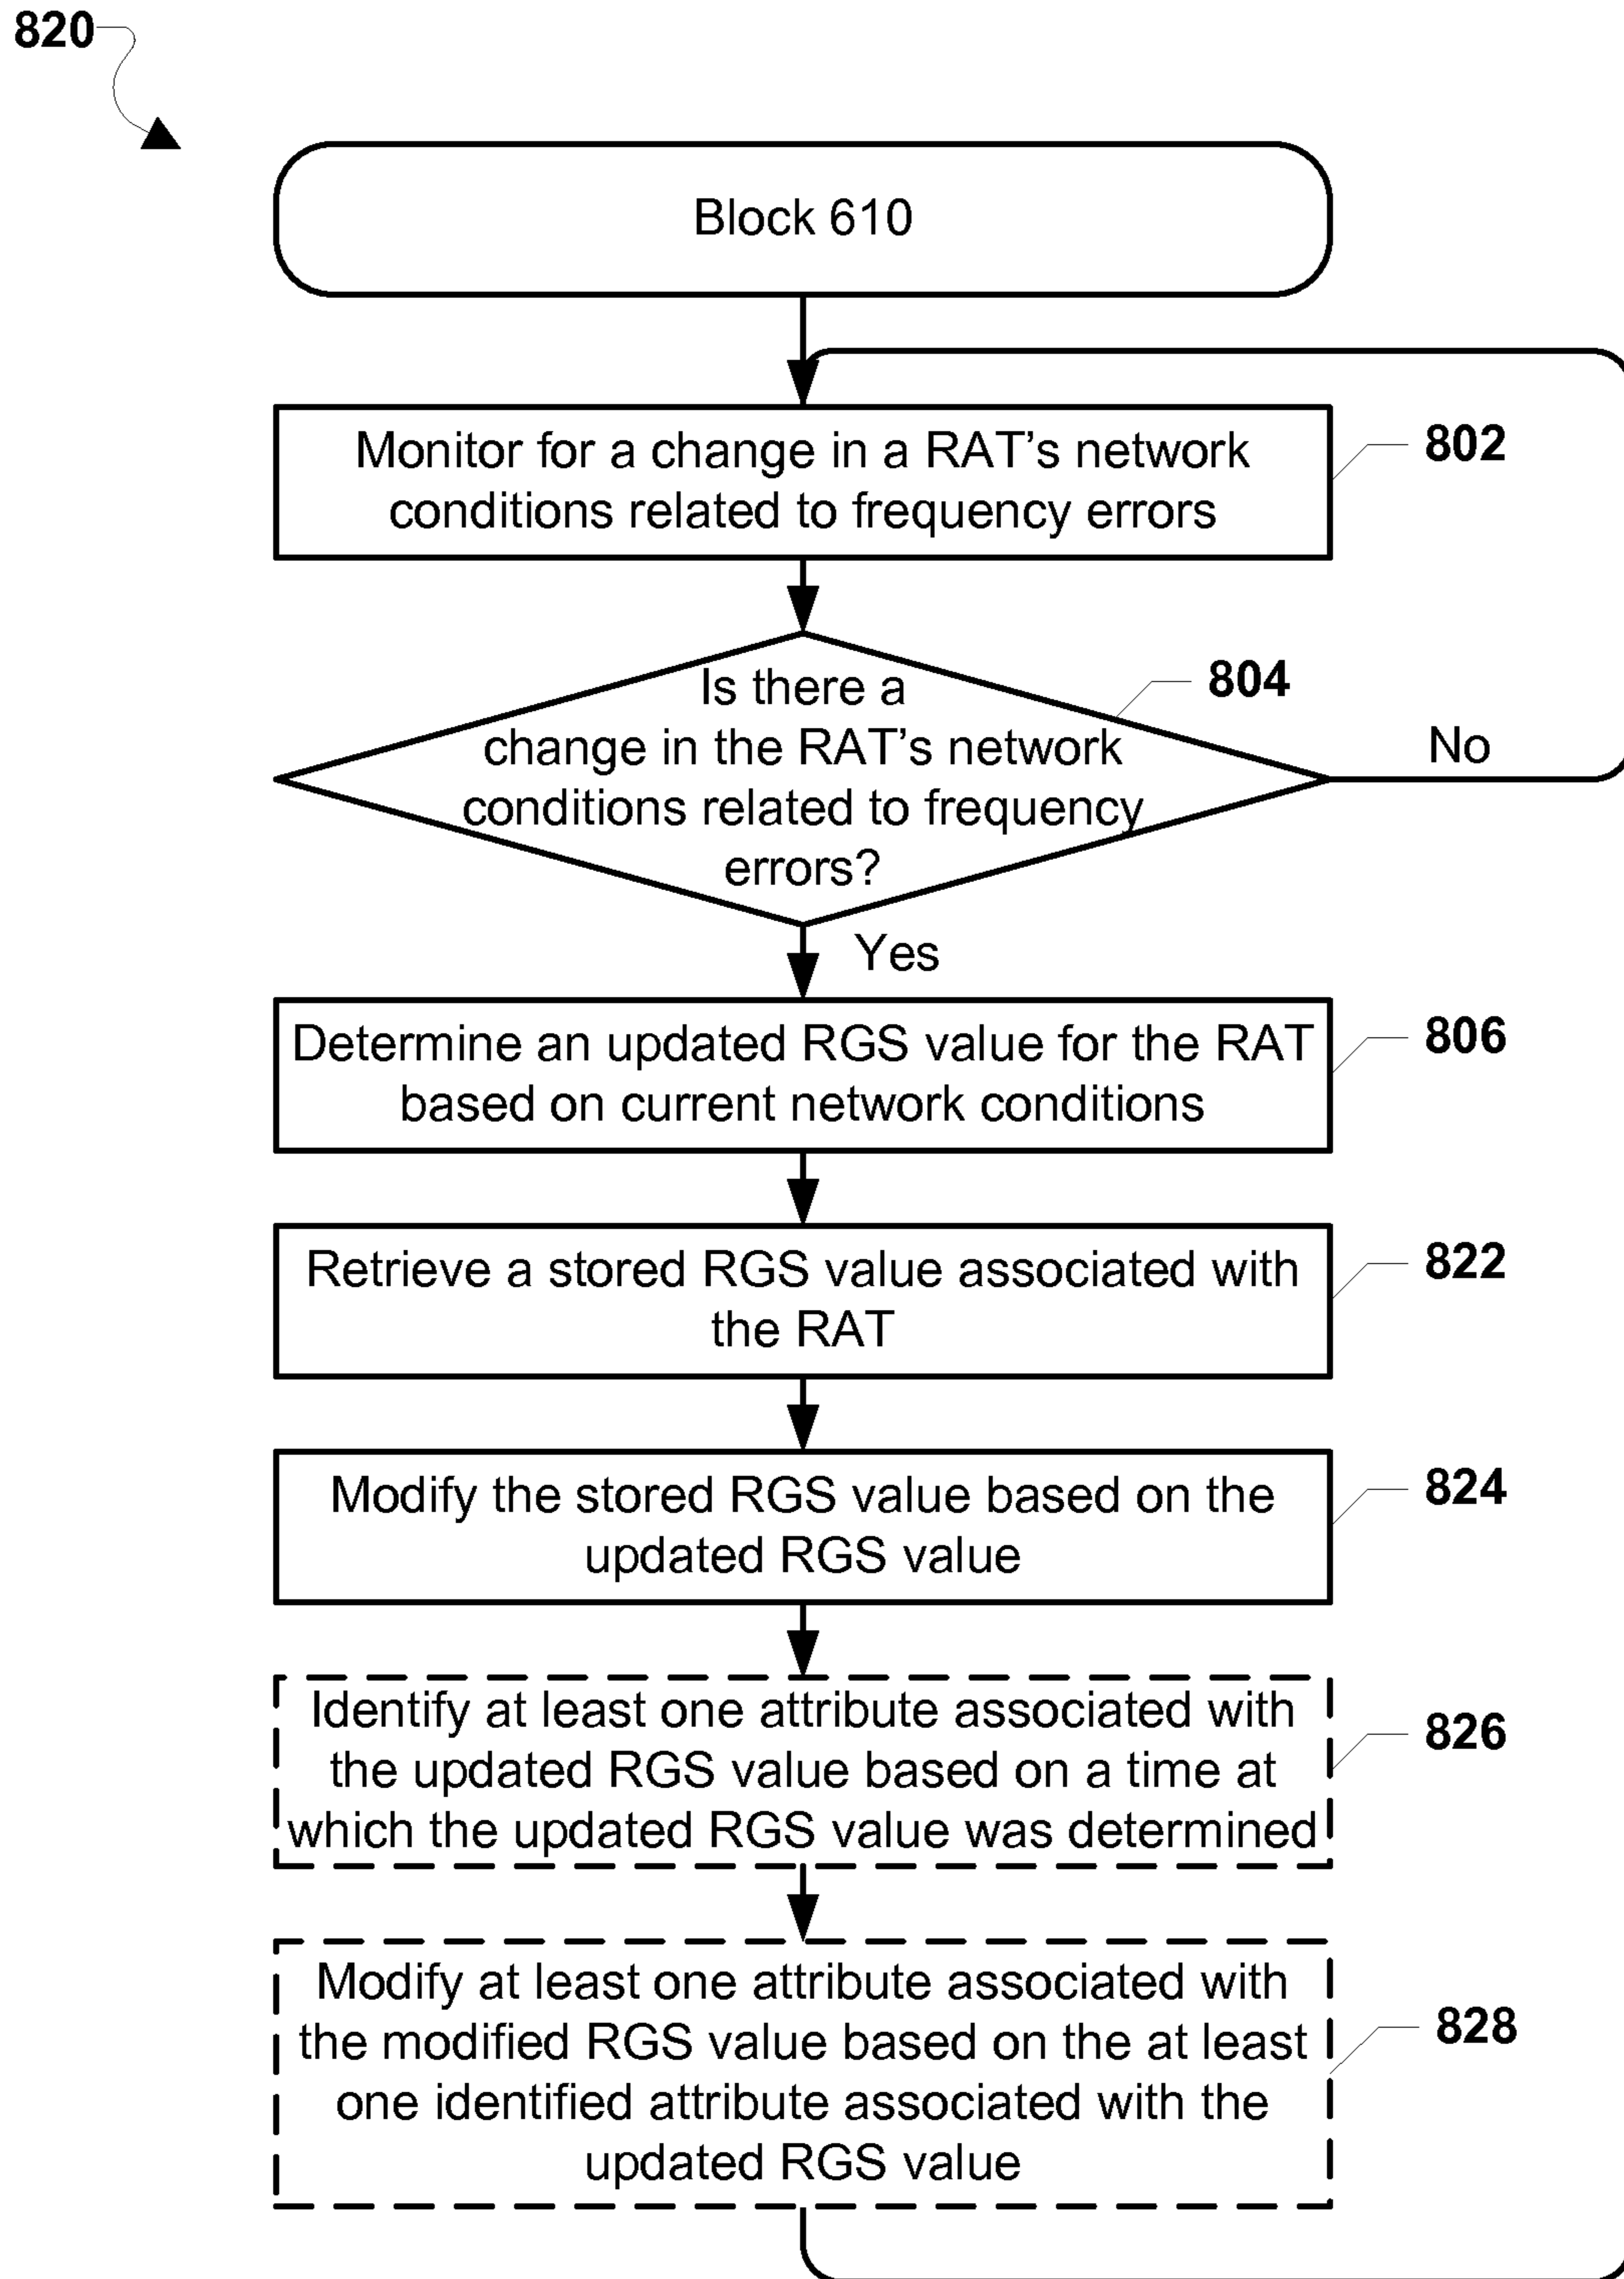 820
Block 610
Monitor for a change in a RAT's network
conditions related to frequency errors
802
Is there a
change in the RAT's network
conditions related to frequency
errors?
804
No
Yes
Determine an updated RGS value for the RAT
based on current network conditions
806
Retrieve a stored RGS value associated with
the RAT
822
Modify the stored RGS value based on the
updated RGS value
824
Identify at least one attribute associated with
the updated RGS value based on a time at
which the updated RGS value was determined
826
Modify at least one attribute associated with
the modified RGS value based on the at least
one identified attribute associated with the
updated RGS value
828